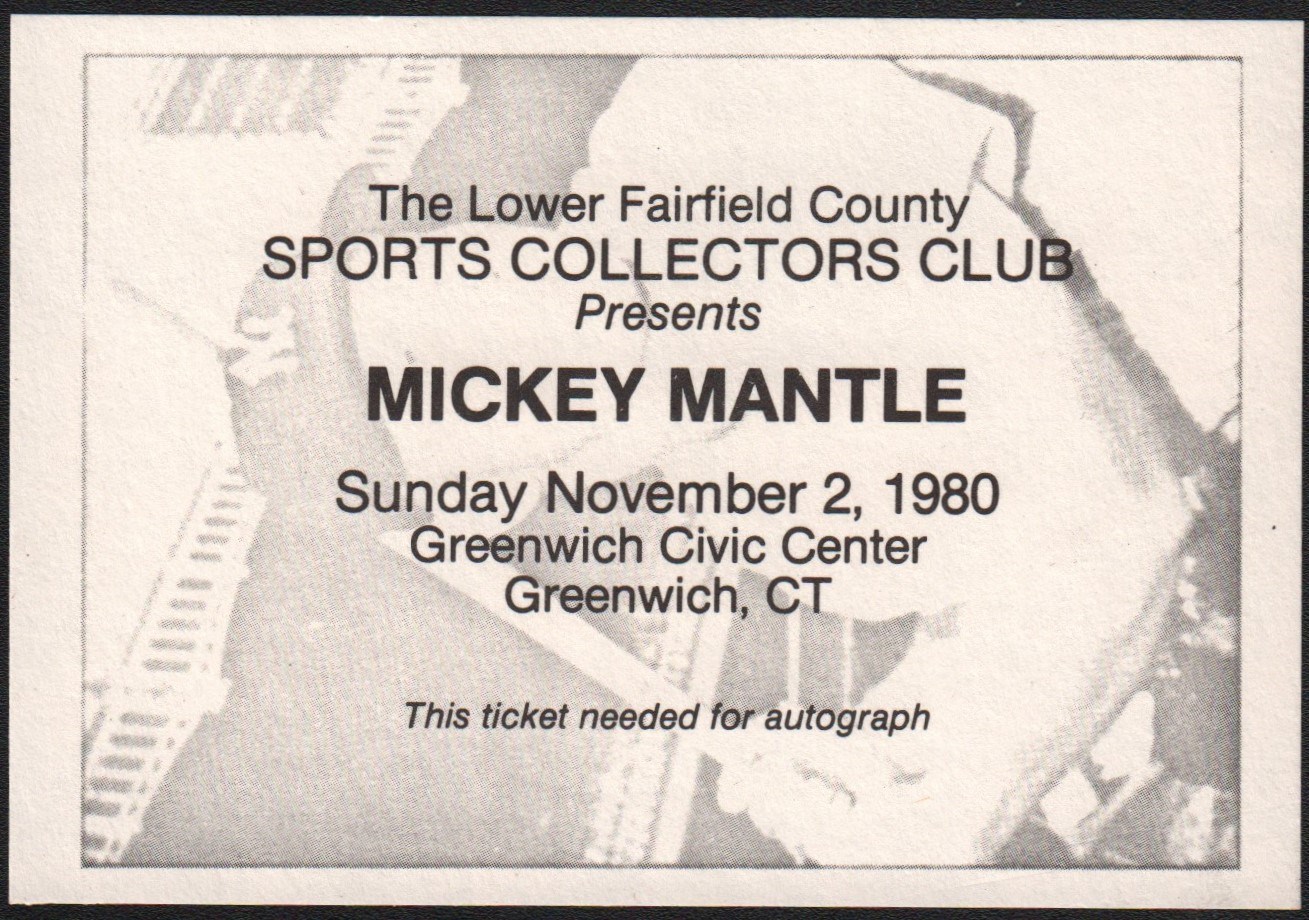 The Lower Fairfield County
SPORTS COLLECTORS CLUB
Presents
MICKEY MANTLE
Sunday November 2, 1980
Greenwich Civic Center
Greenwich, CT
This ticket needed for autograph